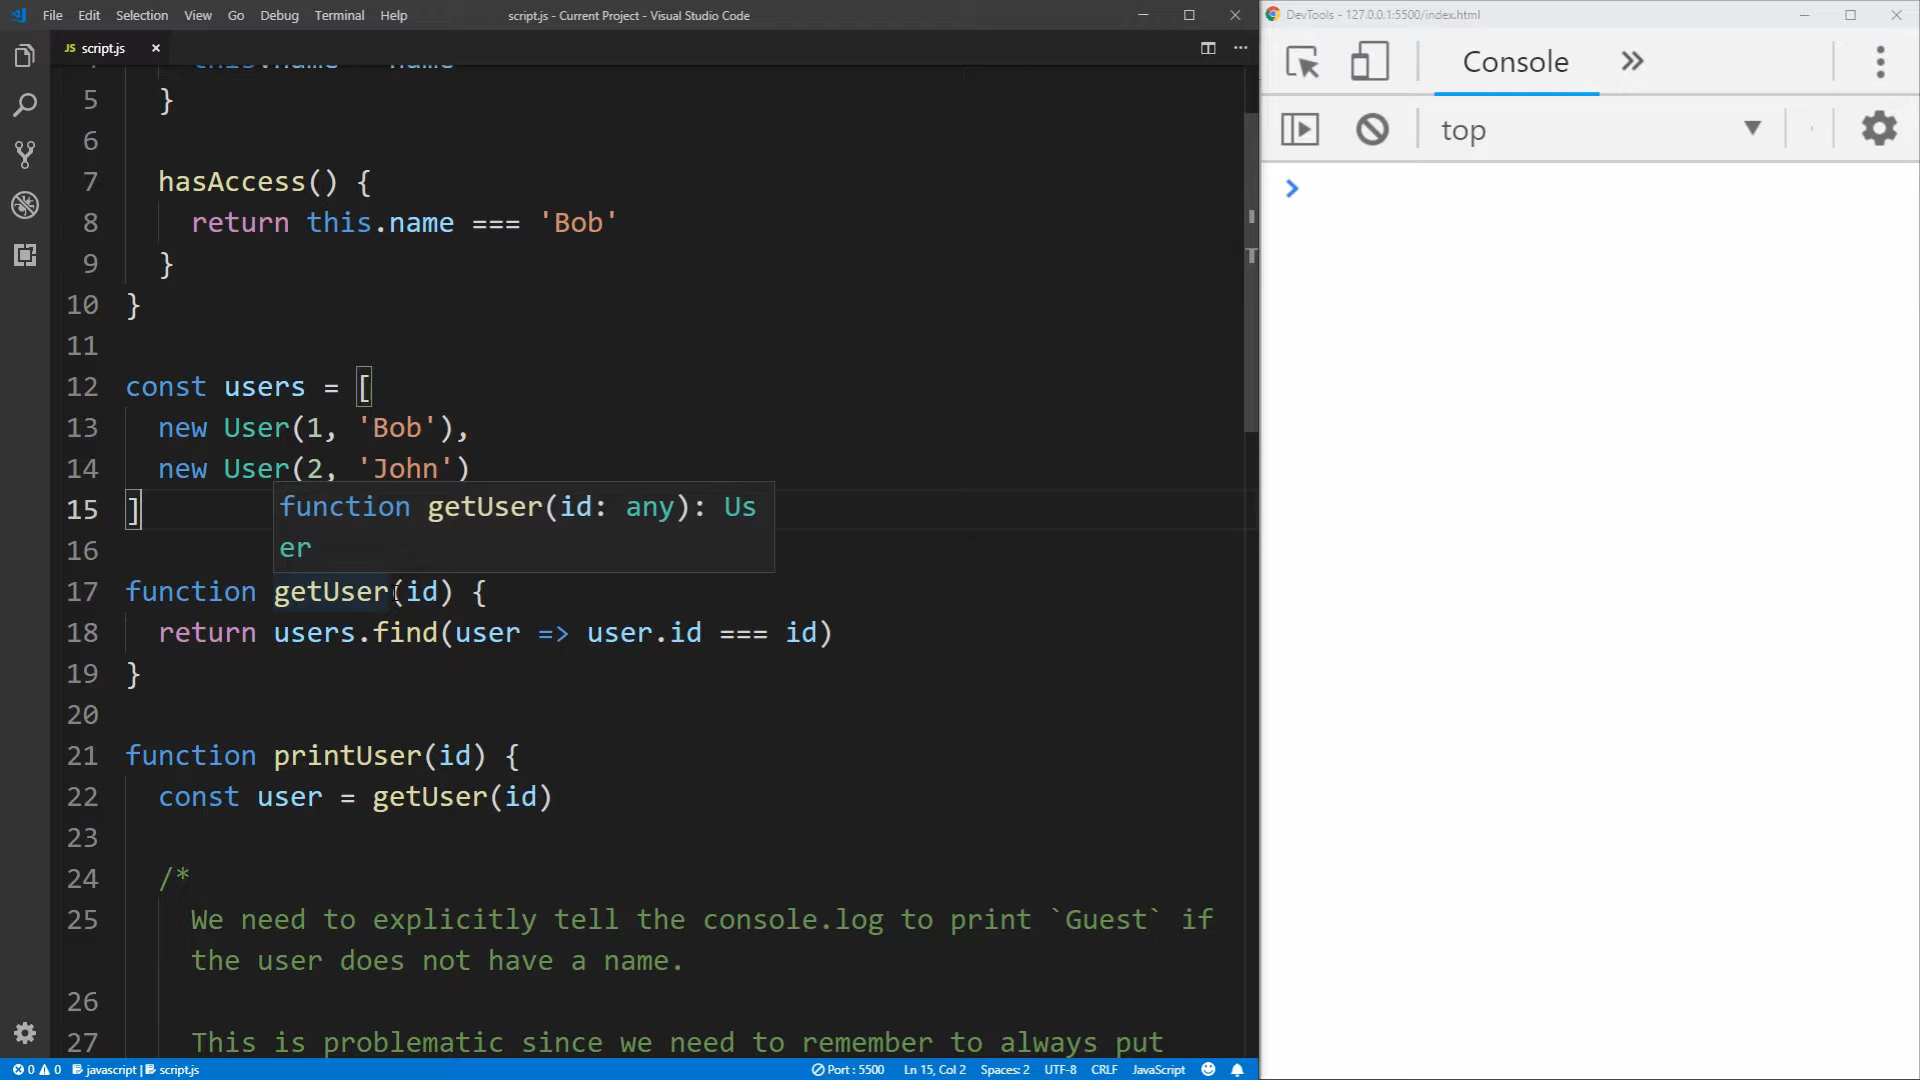 File Edit Selection View Go Debug Terminal Help
script.js - Current Project - Visual Studio Code
DevTools - 127.0.0.1:5500/index.html
JS script.js
Console
top
5 }
6
7 hasAccess() {
8 return this.name === 'Bob'
9 }
10 }
11
12 const users = [
13 new User(1, 'Bob'),
14 new User(2, 'John')
15 ]
function getUser(id: any): Us
er
16
17 function getUser(id) {
18 return users.find(user => user.id === id)
19 }
20
21 function printUser(id) {
22 const user = getUser(id)
23
24 /*
25 We need to explicitly tell the console.log to print `Guest` if
the user does not have a name.
26
27 This is problematic since we need to remember to always put
0 0 javascript | script.js
Port : 5500 Ln 15, Col 2 Spaces: 2 UTF-8 CRLF JavaScript